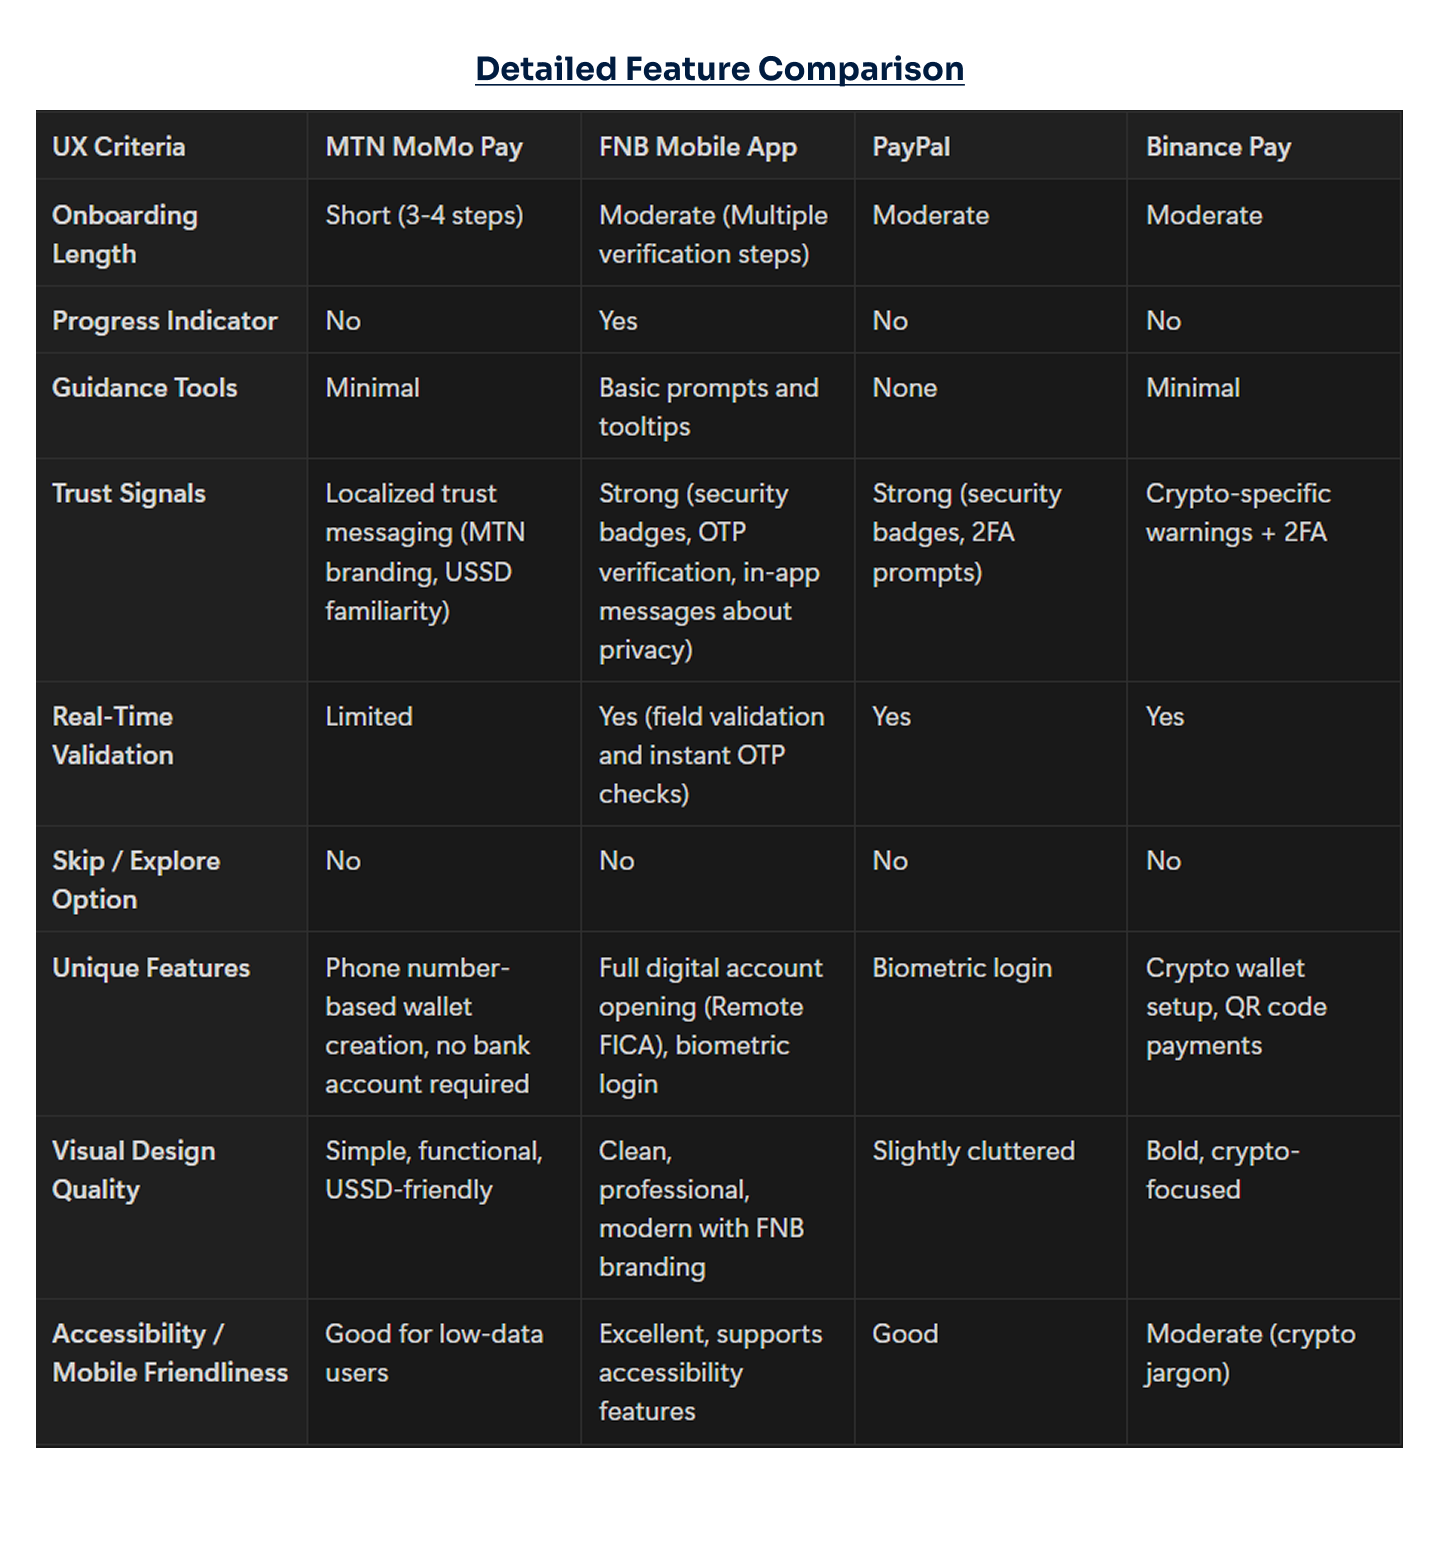 Detailed Feature Comparison
UX Criteria
MTN MoMo Pay
FNB Mobile App
PayPal
Binance Pay
Onboarding
Length
Short (3-4 steps)
Moderate (Multiple
verification steps)
Moderate
Moderate
Progress Indicator
No
Yes
No
No
Guidance Tools
Minimal
Basic prompts and
tooltips
None
Minimal
Trust Signals
Localized trust
messaging (MTN
branding, USSD
familiarity)
Strong (security
badges, OTP
verification, in-app
messages about
privacy)
Strong (security
badges, 2FA
prompts)
Crypto-specific
warnings + 2FA
Real-Time
Validation
Limited
Yes (field validation
and instant OTP
checks)
Yes
Yes
Skip / Explore
Option
No
No
No
No
Unique Features
Phone number-
based wallet
creation, no bank
account required
Full digital account
opening (Remote
FICA), biometric
login
Biometric login
Crypto wallet
setup, QR code
payments
Visual Design
Quality
Simple, functional,
USSD-friendly
Clean,
professional,
modern with FNB
branding
Slightly cluttered
Bold, crypto-
focused
Accessibility /
Mobile Friendliness
Good for low-data
users
Excellent, supports
accessibility
features
Good
Moderate (crypto
jargon)